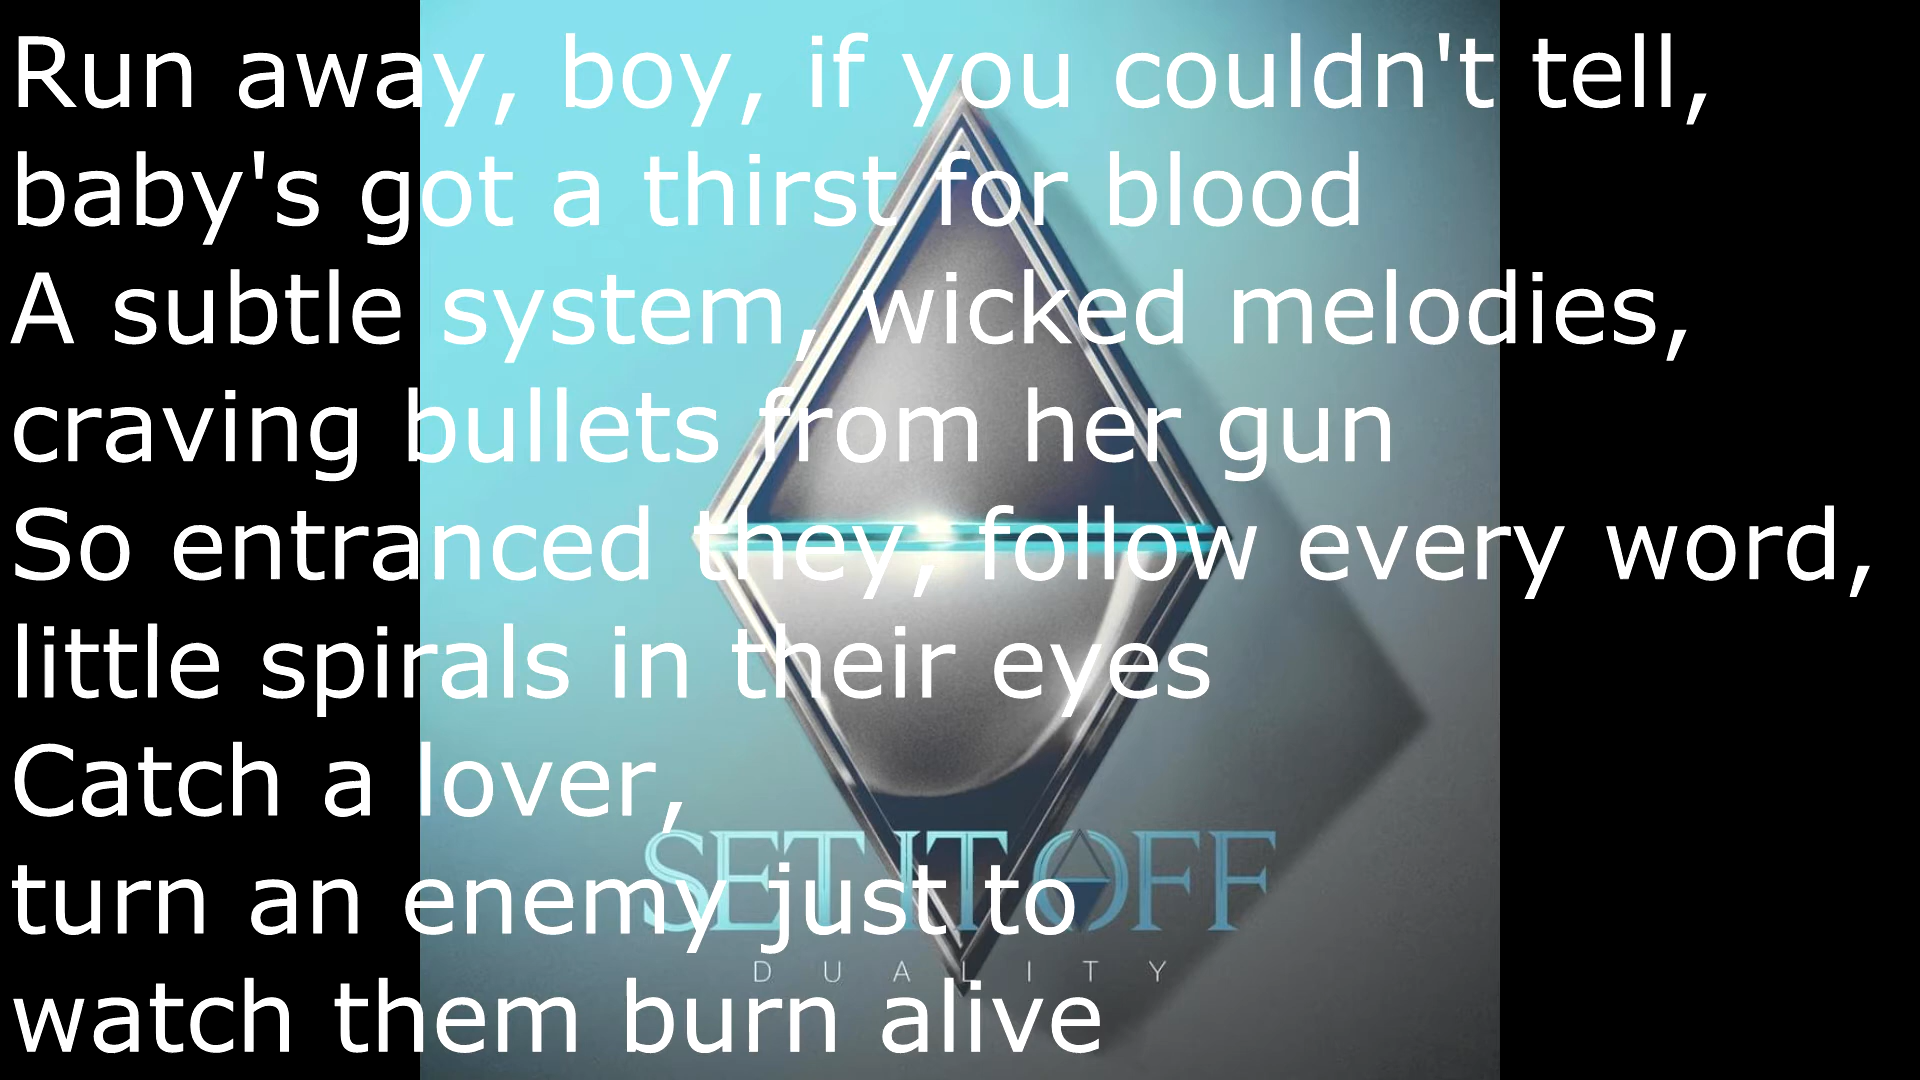 Run away, boy, if you couldn't tell,
baby's got a thirst for blood
A subtle system, wicked melodies,
craving bullets from her gun
So entranced they, follow every word,
little spirals in their eyes
Catch a lover,
turn an enemy just to
watch them burn alive
SET IT OFF
DUALITY